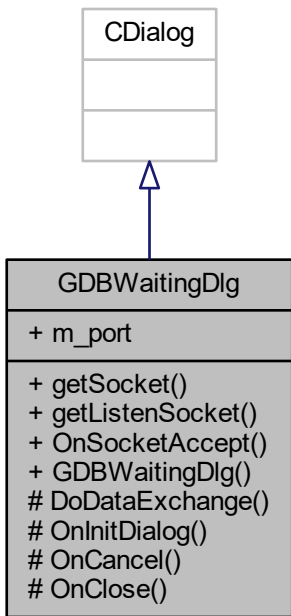 CDialog
GDBWaitingDlg
+ m_port
+ getSocket()
+ getListenSocket()
+ OnSocketAccept()
+ GDBWaitingDlg()
# DoDataExchange()
# OnInitDialog()
# OnCancel()
# OnClose()